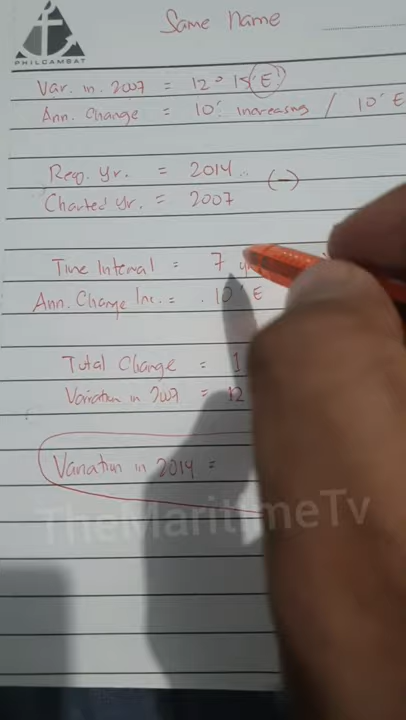 PHILCAMSAT
Same Name
Var. in. 2007 = 12° 15' E'
Ann. Change = 10' increasing / 10' E
Req. Yr. = 2014
(-)
Charted Yr. = 2007
Time Interval = 7
Ann. Change Inc. = 10' E
Total Change = 1
Variation in 2007 = 12
Variation in 2014 =
TheMaritimeTv